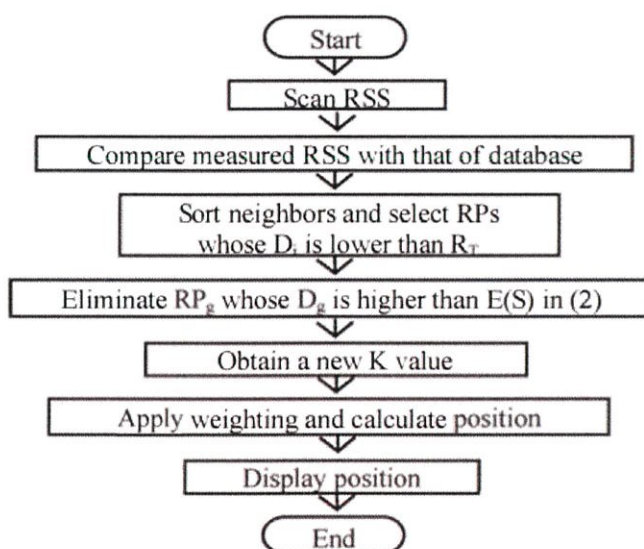 Start
Scan RSS
Compare measured RSS with that of database
Sort neighbors and select RPs
whose Di is lower than RT
Eliminate RPg whose Dg is higher than E(S) in (2)
Obtain a new K value
Apply weighting and calculate position
Display position
End